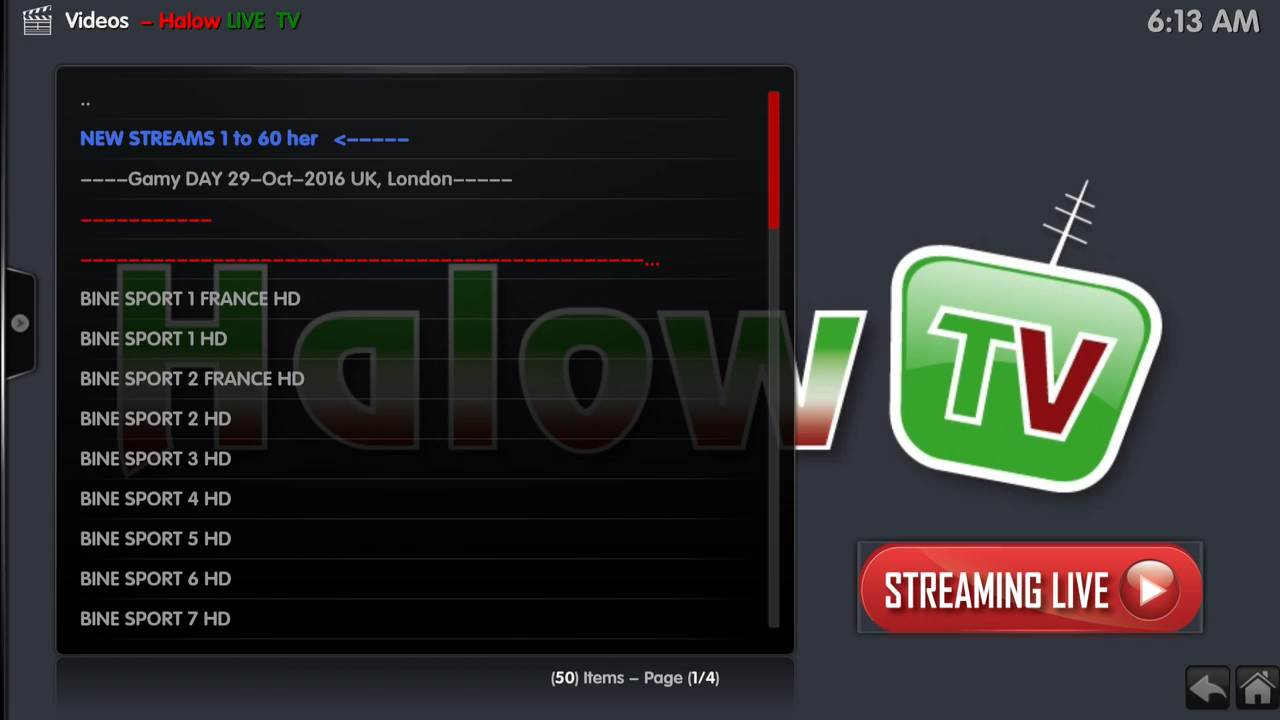 Videos - Halow LIVE TV
6:13 AM
..
NEW STREAMS 1 to 60 her <-----
----Gamy DAY 29-Oct-2016 UK, London-----
-----------
-------------------------------------------------...
BINE SPORT 1 FRANCE HD
BINE SPORT 1 HD
BINE SPORT 2 FRANCE HD
BINE SPORT 2 HD
BINE SPORT 3 HD
BINE SPORT 4 HD
BINE SPORT 5 HD
BINE SPORT 6 HD
BINE SPORT 7 HD
Halow
TV
STREAMING LIVE
(50) Items - Page (1/4)